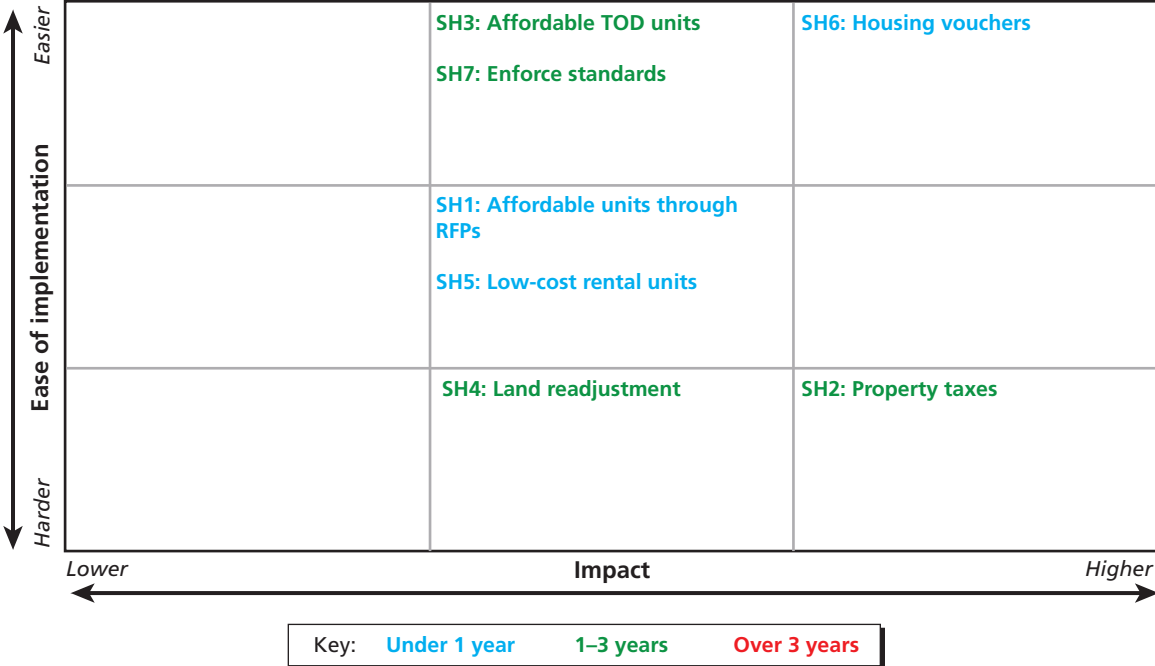 Easier
Ease of implementation
Harder
SH3: Affordable TOD units
SH7: Enforce standards
SH6: Housing vouchers
SH1: Affordable units through
RFPs
SH5: Low-cost rental units
SH4: Land readjustment
SH2: Property taxes
Lower
Impact
Higher
Key: Under 1 year 1–3 years Over 3 years